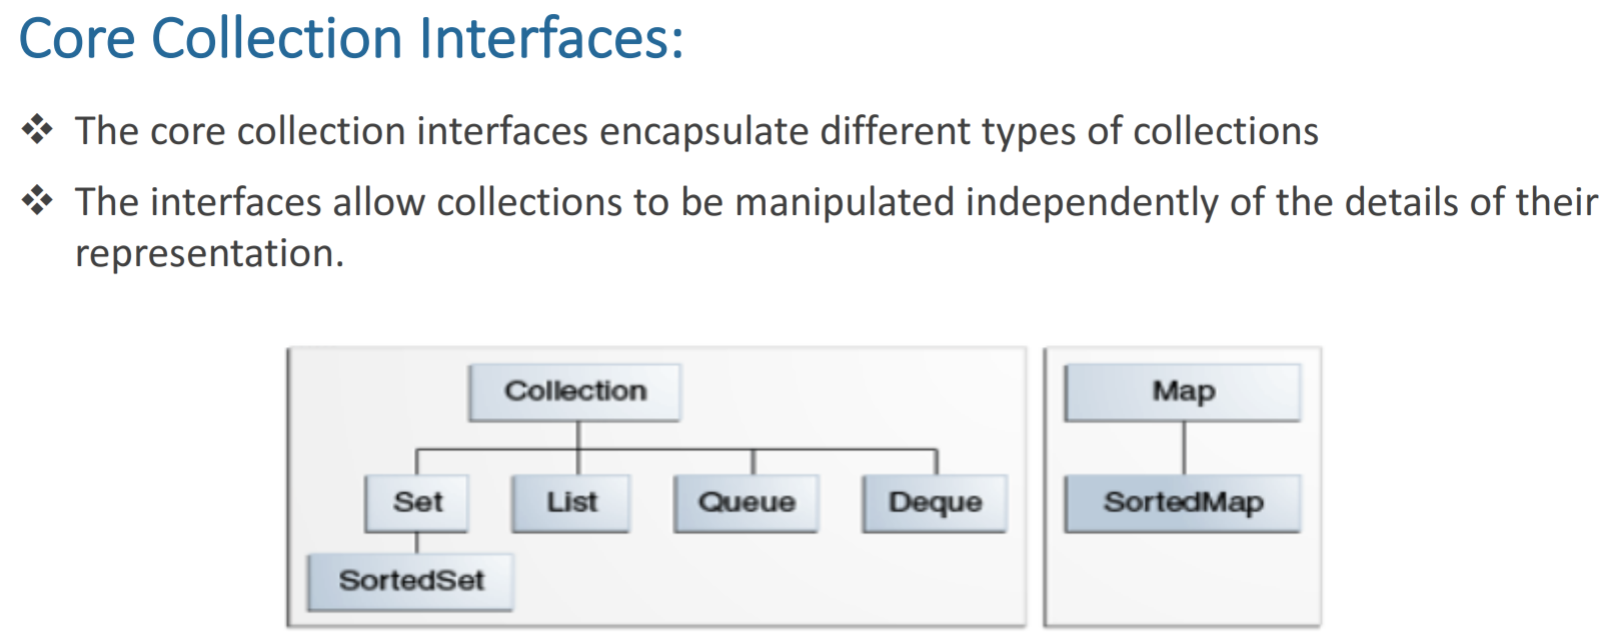 Core Collection Interfaces:
❖ The core collection interfaces encapsulate different types of collections
❖ The interfaces allow collections to be manipulated independently of the details of their
representation.
Collection
Set
List
Queue
Deque
SortedSet
Map
SortedMap